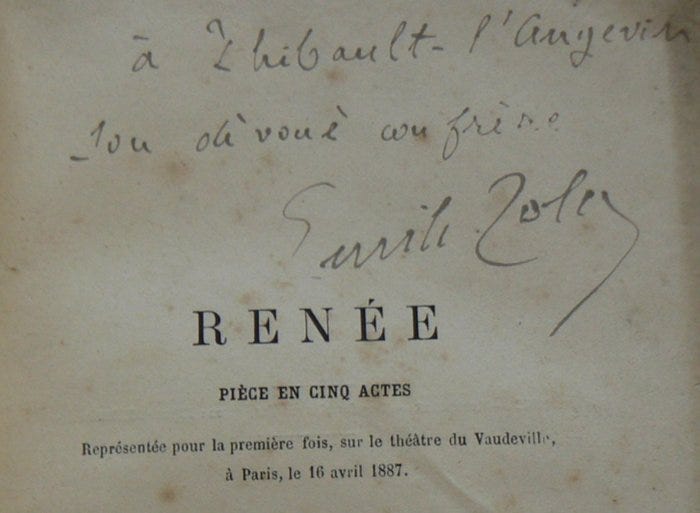 à Thibault-l'Angevin
Son dévoué confrère
Emile Zola
RENÉE
PIÈCE EN CINQ ACTES
Représentée pour la première fois, sur le théâtre du Vaudeville,
à Paris, le 16 avril 1887.